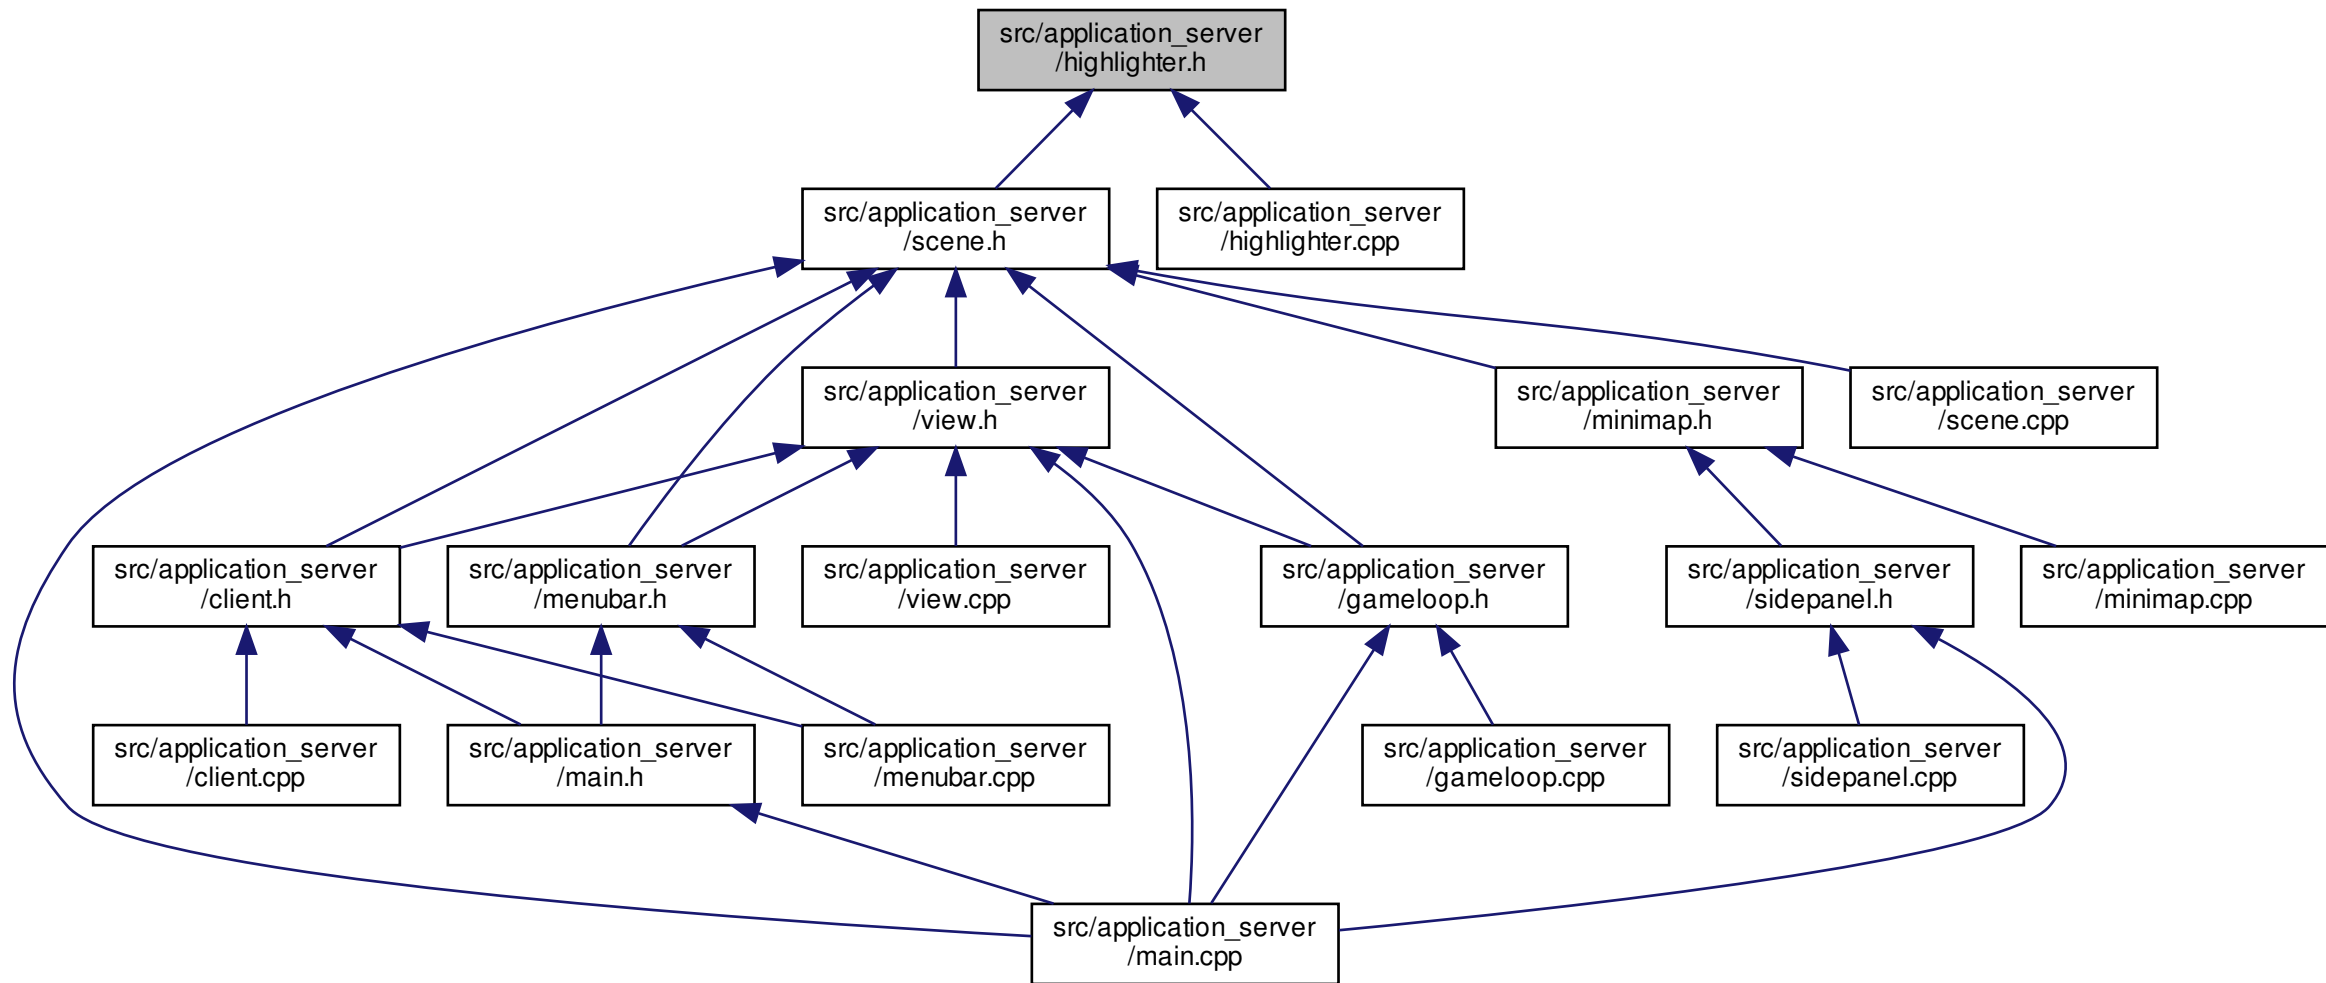 src/application_server
/highlighter.h
src/application_server
/scene.h
src/application_server
/highlighter.cpp
src/application_server
/view.h
src/application_server
/minimap.h
src/application_server
/scene.cpp
src/application_server
/client.h
src/application_server
/menubar.h
src/application_server
/view.cpp
src/application_server
/gameloop.h
src/application_server
/sidepanel.h
src/application_server
/minimap.cpp
src/application_server
/client.cpp
src/application_server
/main.h
src/application_server
/menubar.cpp
src/application_server
/gameloop.cpp
src/application_server
/sidepanel.cpp
src/application_server
/main.cpp